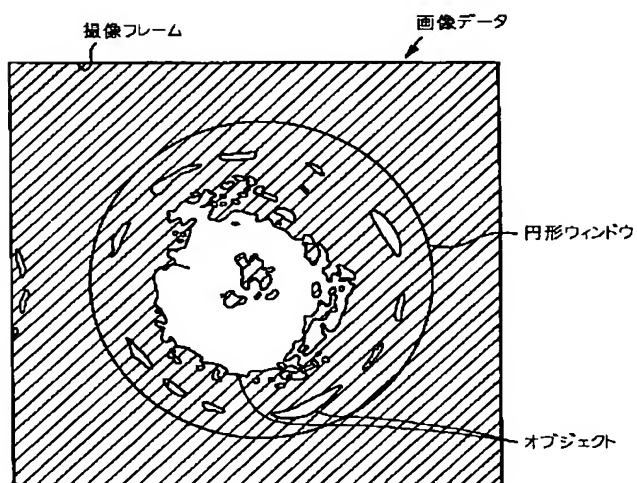 画像データ
撮像フレーム
円形ウィンドウ
オブジェクト